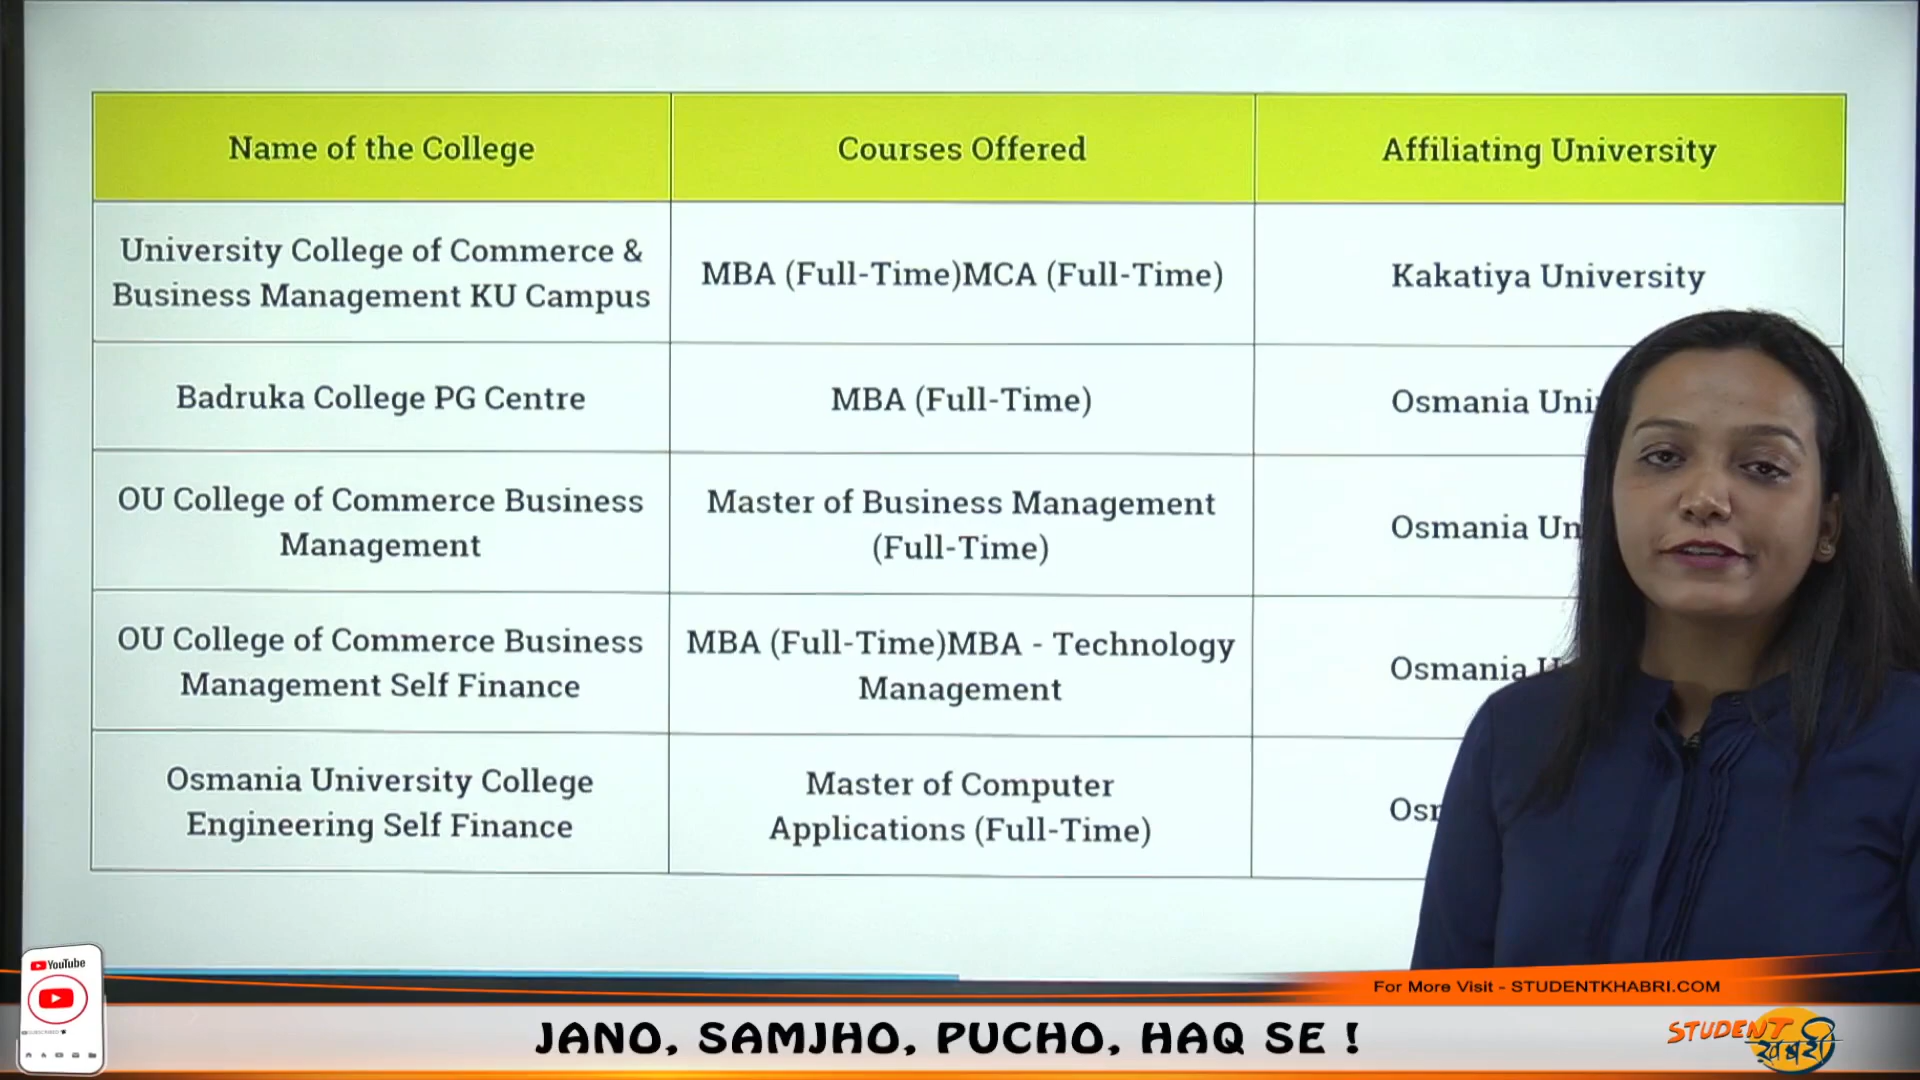 Name of the College
Courses Offered
Affiliating University
University College of Commerce &
Business Management KU Campus
MBA (Full-Time)MCA (Full-Time)
Kakatiya University
Badruka College PG Centre
MBA (Full-Time)
Osmania
OU College of Commerce Business
Management
Master of Business Management
(Full-Time)
Osmania
OU College of Commerce Business
Management Self Finance
MBA (Full-Time)MBA - Technology
Management
Osmania
Osmania University College
Engineering Self Finance
Master of Computer
Applications (Full-Time)
YouTube
For More Visit - STUDENTKHABRI.COM
JANO, SAMJHO, PUCHO, HAQ SE !
STUDENT
ख़बरी